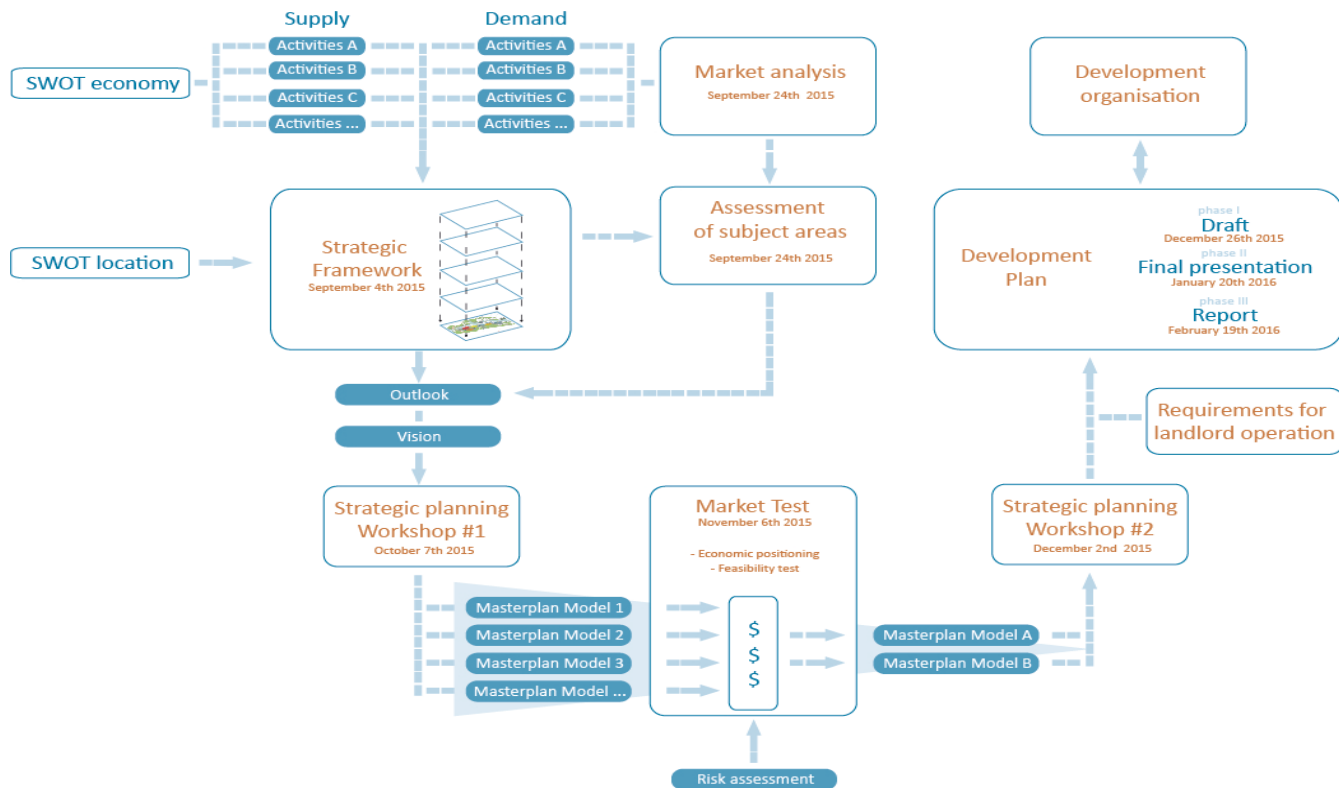 Supply
Demand
SWOT economy
Activities A
Activities B
Activities C
Activities ...
Activities A
Activities B
Activities C
Activities ...
Market analysis
September 24th 2015
Development
organisation
SWOT location
Strategic
Framework
September 4th 2015
Assessment
of subject areas
September 24th 2015
Development
Plan
phase I
Draft
December 26th 2015
phase II
Final presentation
January 20th 2016
phase III
Report
February 19th 2016
Outlook
Vision
Requirements for
landlord operation
Strategic planning
Workshop #1
October 7th 2015
Market Test
November 6th 2015
- Economic positioning
- Feasibility test
Strategic planning
Workshop #2
December 2nd 2015
Masterplan Model 1
Masterplan Model 2
Masterplan Model 3
Masterplan Model ...
$
$
$
Masterplan Model A
Masterplan Model B
Risk assessment